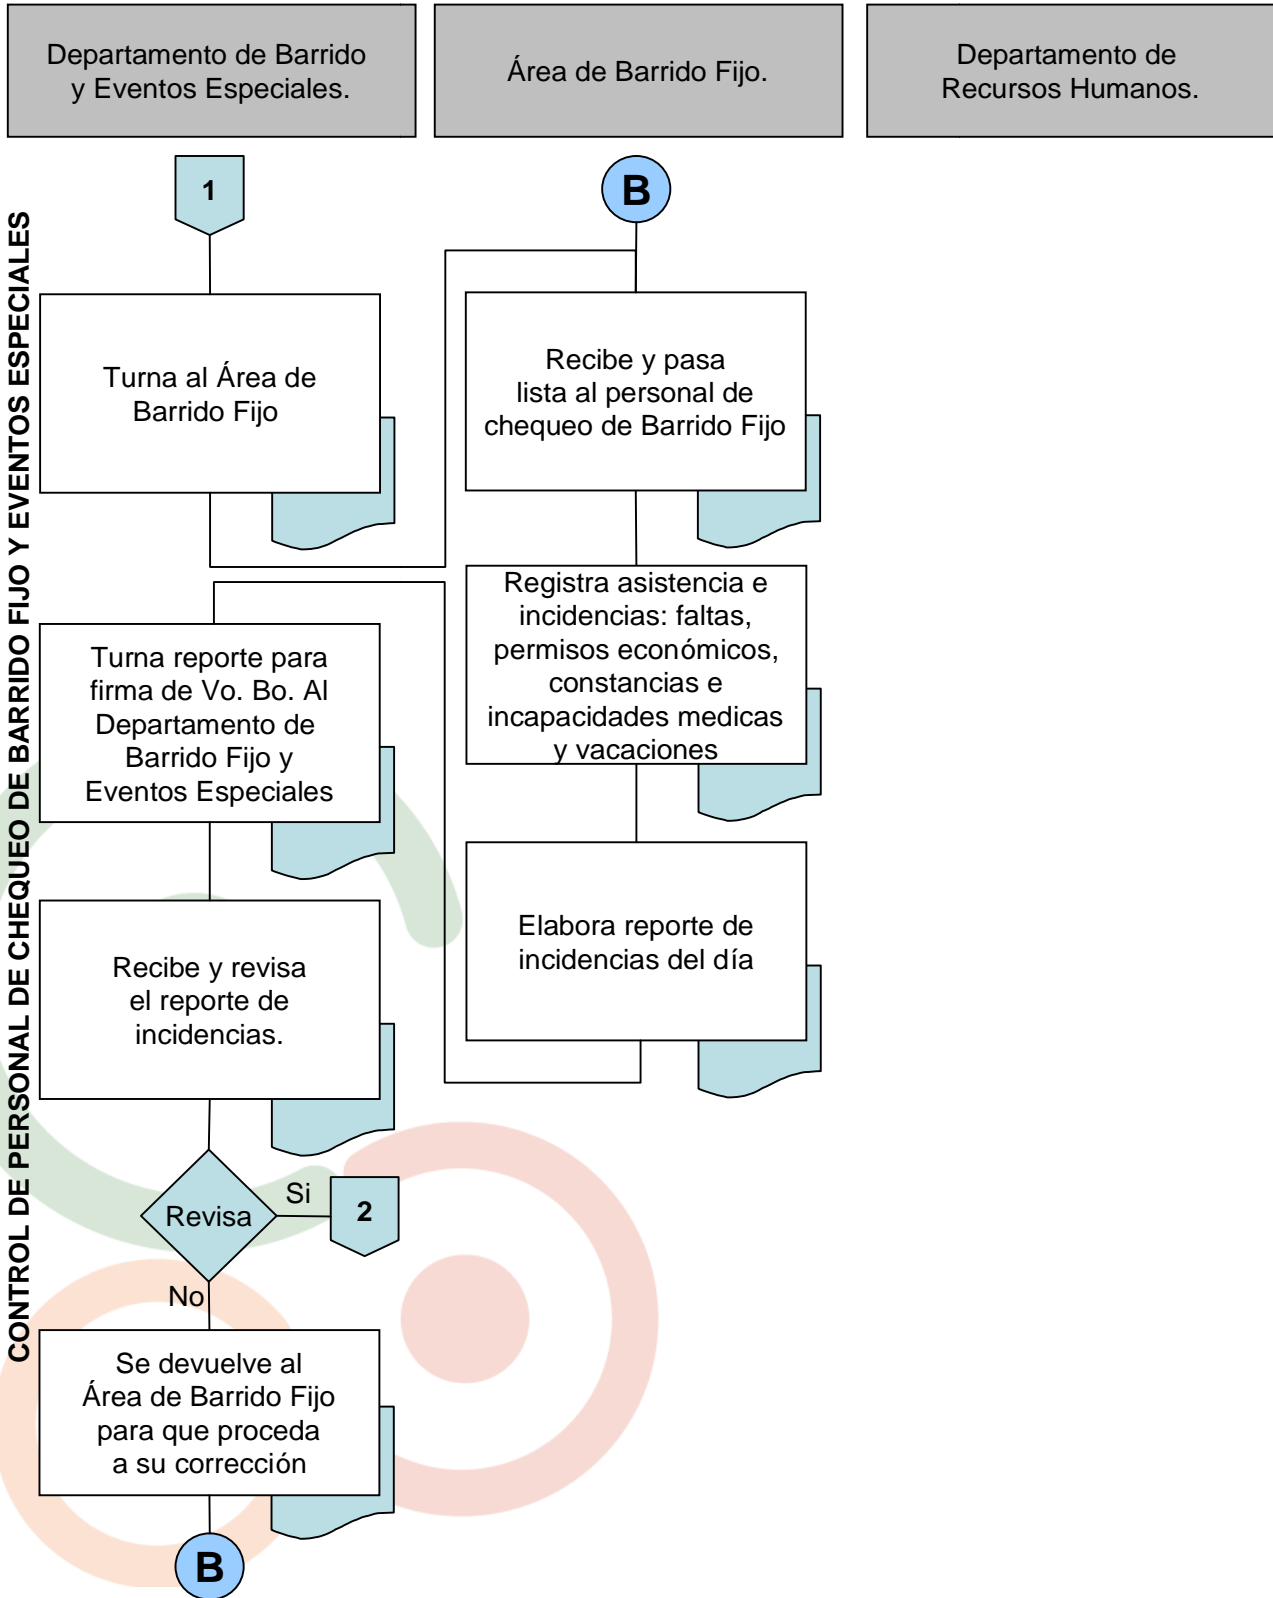 Departamento de Barrido
y Eventos Especiales.
Área de Barrido Fijo.
Departamento de
Recursos Humanos.
CONTROL DE PERSONAL DE CHEQUEO DE BARRIDO FIJO Y EVENTOS ESPECIALES
1
Turna al Área de
Barrido Fijo
B
Recibe y pasa
lista al personal de
chequeo de Barrido Fijo
Registra asistencia e
incidencias: faltas,
permisos económicos,
constancias e
incapacidades medicas
y vacaciones
Elabora reporte de
incidencias del día
Turna reporte para
firma de Vo. Bo. Al
Departamento de
Barrido Fijo y
Eventos Especiales
Recibe y revisa
el reporte de
incidencias.
Revisa
Si
2
No
Se devuelve al
Área de Barrido Fijo
para que proceda
a su corrección
B